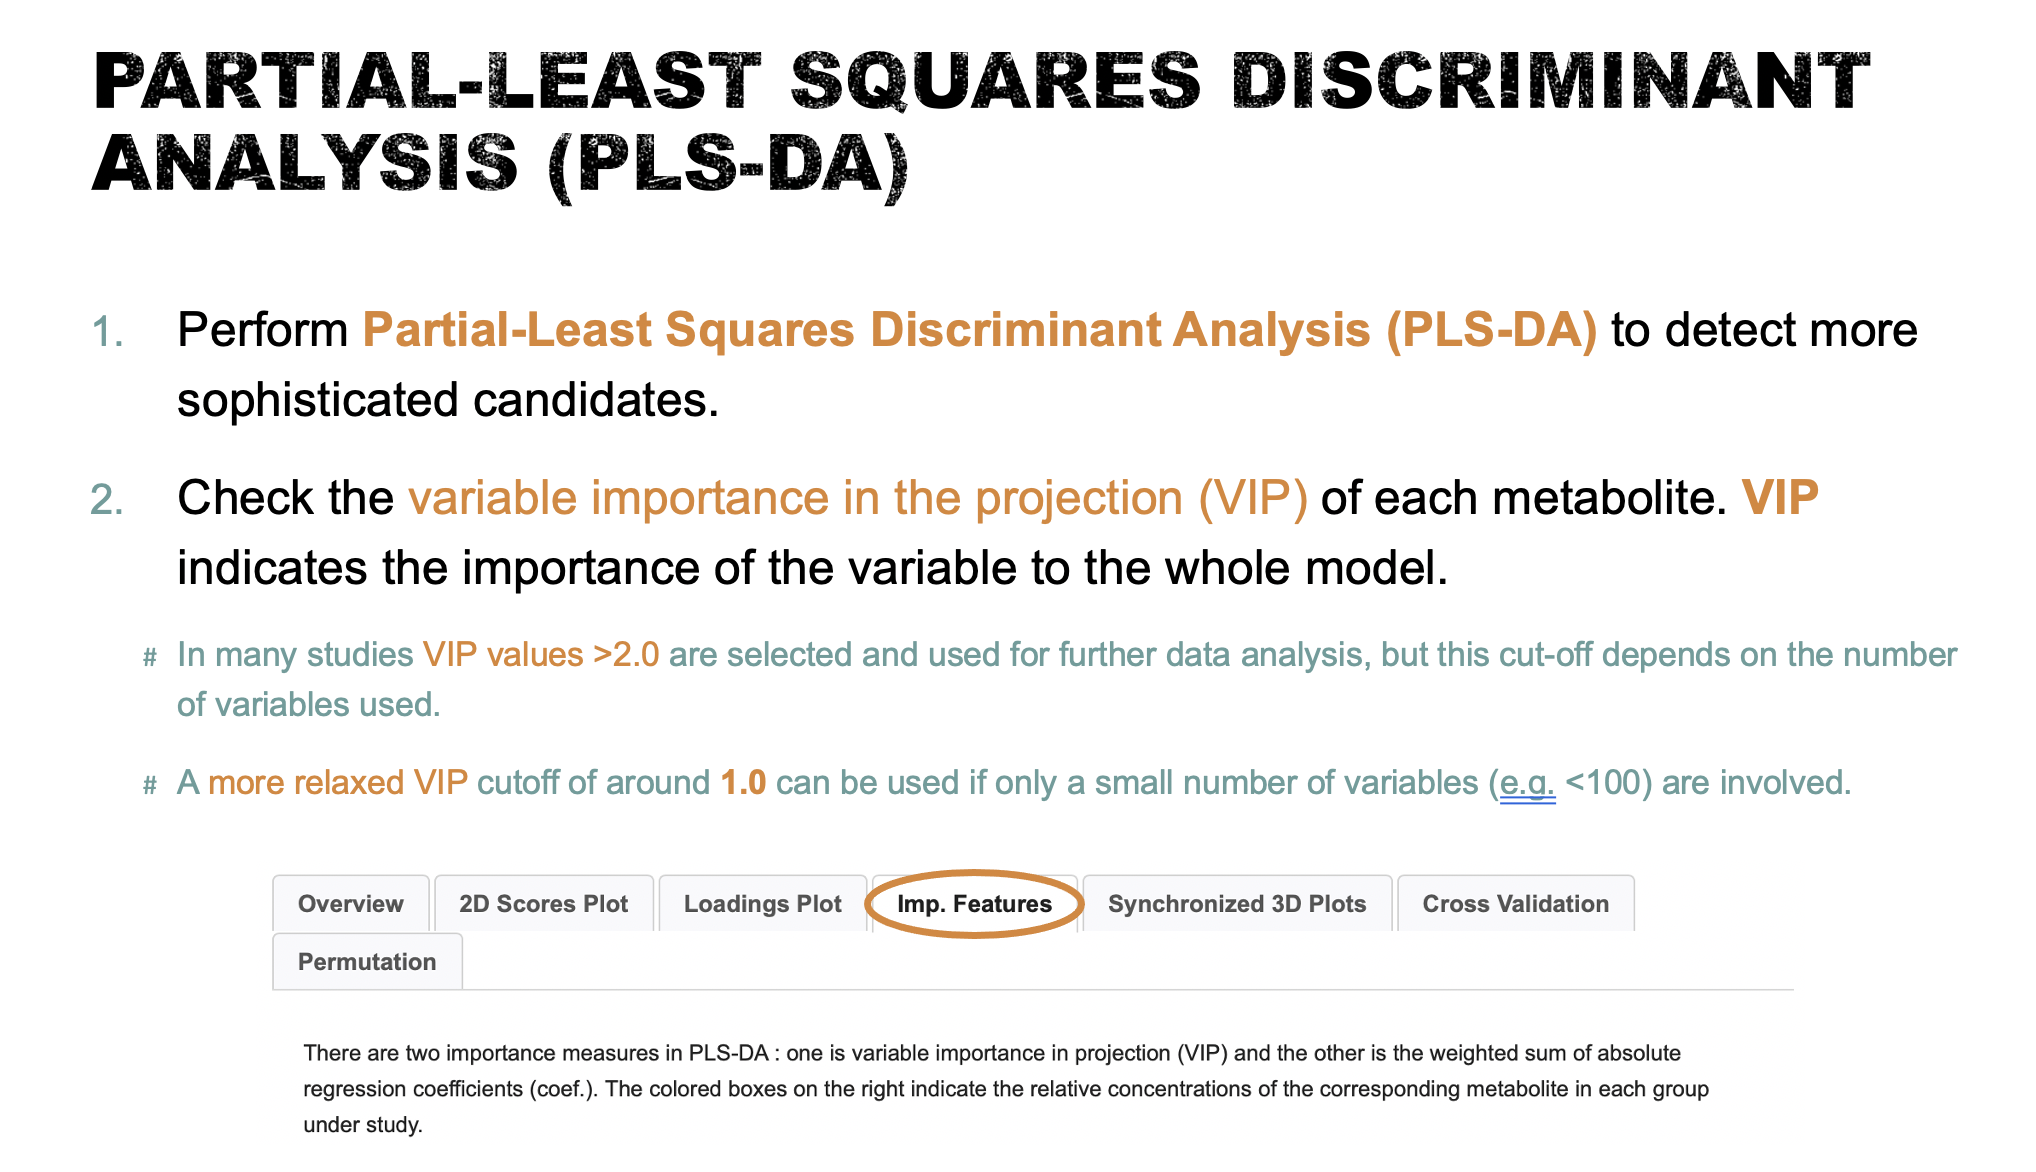 PARTIAL-LEAST SQUARES DISCRIMINANT
ANALYSIS (PLS-DA)
1. Perform Partial-Least Squares Discriminant Analysis (PLS-DA) to detect more
sophisticated candidates.
2. Check the variable importance in the projection (VIP) of each metabolite. VIP
indicates the importance of the variable to the whole model.
# In many studies VIP values >2.0 are selected and used for further data analysis, but this cut-off depends on the number
of variables used.
# A more relaxed VIP cutoff of around 1.0 can be used if only a small number of variables (e.g. <100) are involved.
Overview 2D Scores Plot Loadings Plot Imp. Features Synchronized 3D Plots Cross Validation
Permutation
There are two importance measures in PLS-DA : one is variable importance in projection (VIP) and the other is the weighted sum of absolute
regression coefficients (coef.). The colored boxes on the right indicate the relative concentrations of the corresponding metabolite in each group
under study.